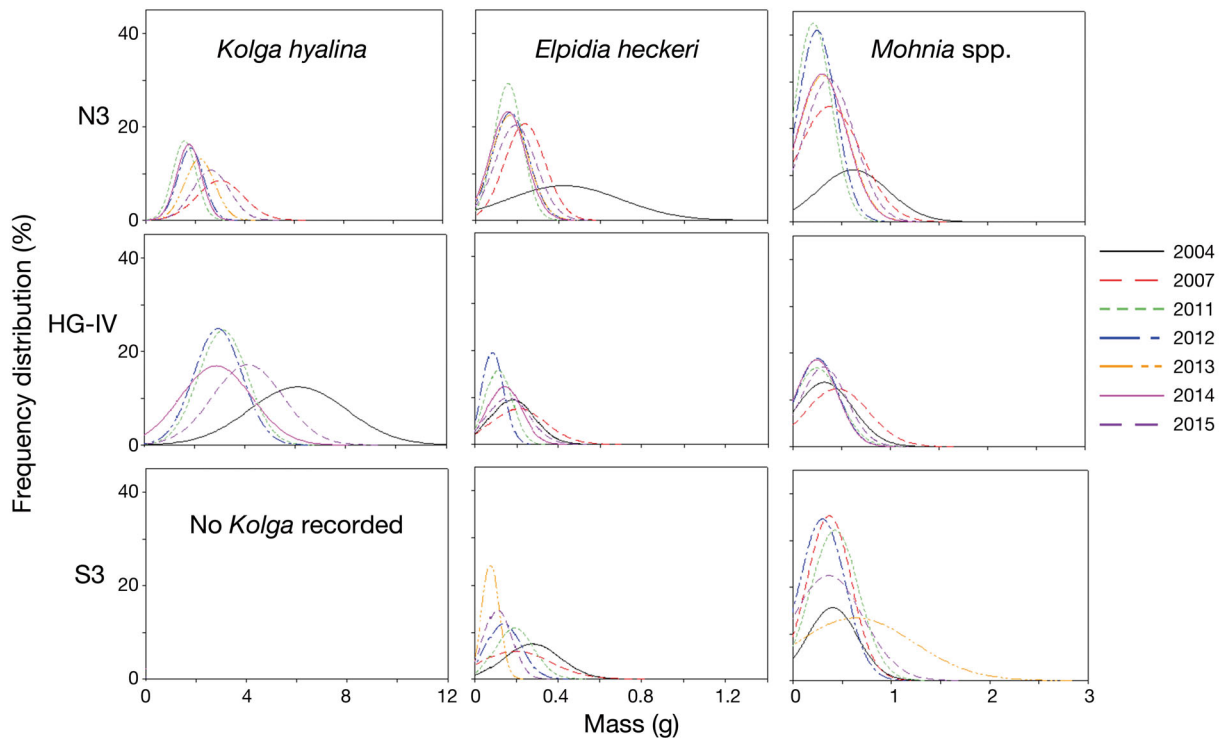 Kolga hyalina
Elpidia heckeri
Mohnia spp.
40
20
0
N3
40
20
0
HG-IV
40
20
0
S3
No Kolga recorded
Frequency distribution (%)
2004
2007
2011
2012
2013
2014
2015
0 4 8 12
0 0.4 0.8 1.2
0 1 2 3
Mass (g)